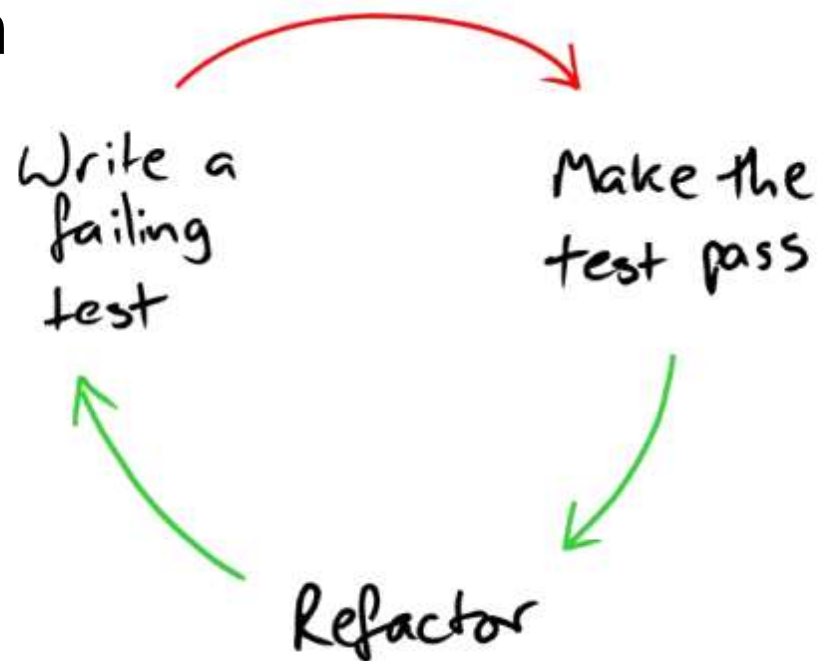 Write a
failing
test
Make the
test pass
Refactor